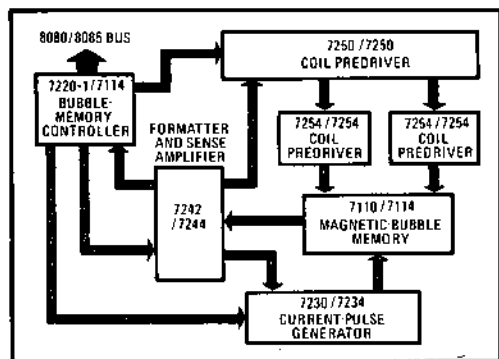 8080/8085 BUS
7220-1/7114
BUBBLE-
MEMORY
CONTROLLER
FORMATTER
AND SENSE
AMPLIFIER
7242
/7244
7250/7250
COIL PREDRIVER
7254/7254
COIL
PREDRIVER
7254/7254
COIL
PREDRIVER
7110/7114
MAGNETIC-BUBBLE
MEMORY
7230/7234
CURRENT-PULSE
GENERATOR